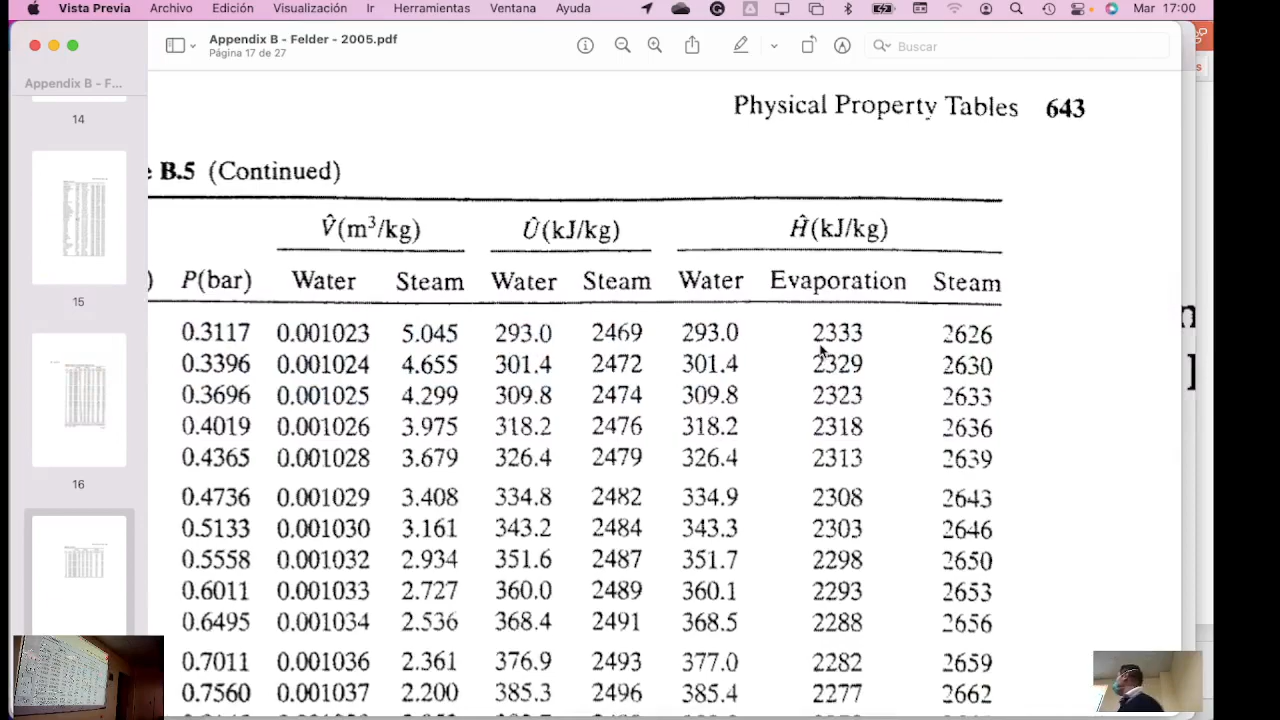 Vista Previa Archivo Edición Visualización Ir Herramientas Ventana Ayuda Mar 17:00
Appendix B - Felder - 2005.pdf
Página 17 de 27
Buscar
Appendix B - F...
14
15
16
Physical Property Tables 643
B.5 (Continued)
V̂(m³/kg) Û(kJ/kg) Ĥ(kJ/kg)
) P(bar) Water Steam Water Steam Water Evaporation Steam
0.3117 0.001023 5.045 293.0 2469 293.0 2333 2626
0.3396 0.001024 4.655 301.4 2472 301.4 2329 2630
0.3696 0.001025 4.299 309.8 2474 309.8 2323 2633
0.4019 0.001026 3.975 318.2 2476 318.2 2318 2636
0.4365 0.001028 3.679 326.4 2479 326.4 2313 2639
0.4736 0.001029 3.408 334.8 2482 334.9 2308 2643
0.5133 0.001030 3.161 343.2 2484 343.3 2303 2646
0.5558 0.001032 2.934 351.6 2487 351.7 2298 2650
0.6011 0.001033 2.727 360.0 2489 360.1 2293 2653
0.6495 0.001034 2.536 368.4 2491 368.5 2288 2656
0.7011 0.001036 2.361 376.9 2493 377.0 2282 2659
0.7560 0.001037 2.200 385.3 2496 385.4 2277 2662